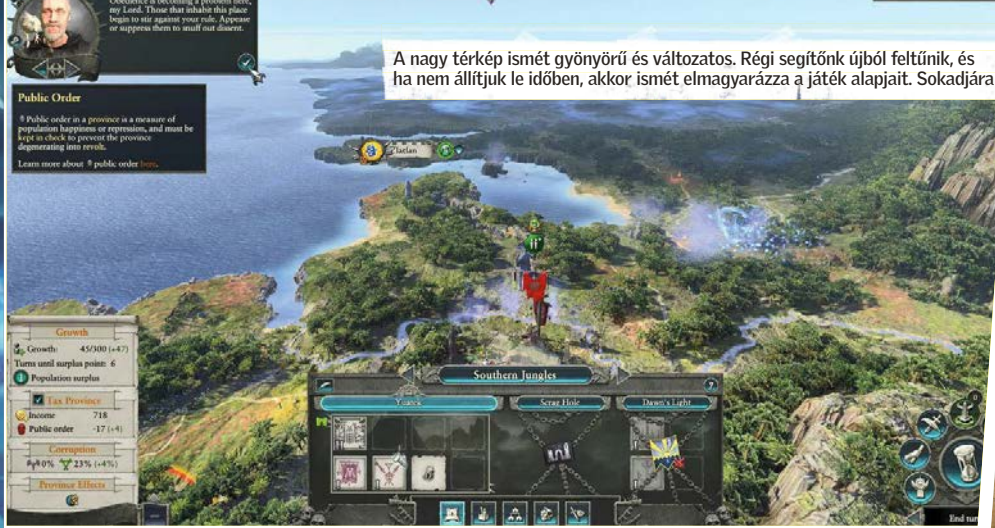 Obedience is becoming a problem here,
my Lord. Those that inhabit this place
begin to stir against your rule. Appease
or suppress them to snuff out dissent.
A nagy térkép ismét gyönyörű és változatos. Régi segítőnk újból feltűnik, és
ha nem állítjuk le időben, akkor ismét elmagyarázza a játék alapjait. Sokadjára
Public Order
Public order in a province is a measure of
population happiness or repression, and must be
kept in check to prevent the province
degenerating into revolt.
Learn more about public order here.
Tlaxlan
Growth
Growth: 45/300 (+47)
Turns until surplus point: 6
1 Population surplus
Tax Province
Income 718
Public order -17 (+4)
Corruption
0% 23% (+4%)
Province Effects
Southern Jungles
?
Scrag Hole
Dawn's Light
End turn